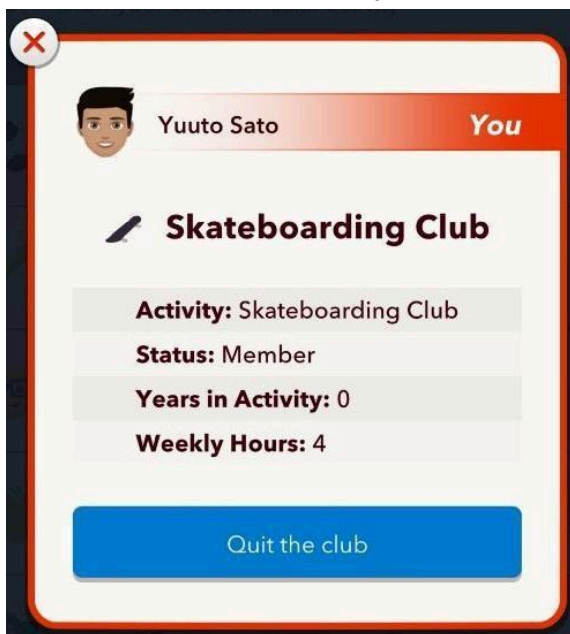 Yuuto Sato
You
Skateboarding Club
Activity: Skateboarding Club
Status: Member
Years in Activity: 0
Weekly Hours: 4
Quit the club